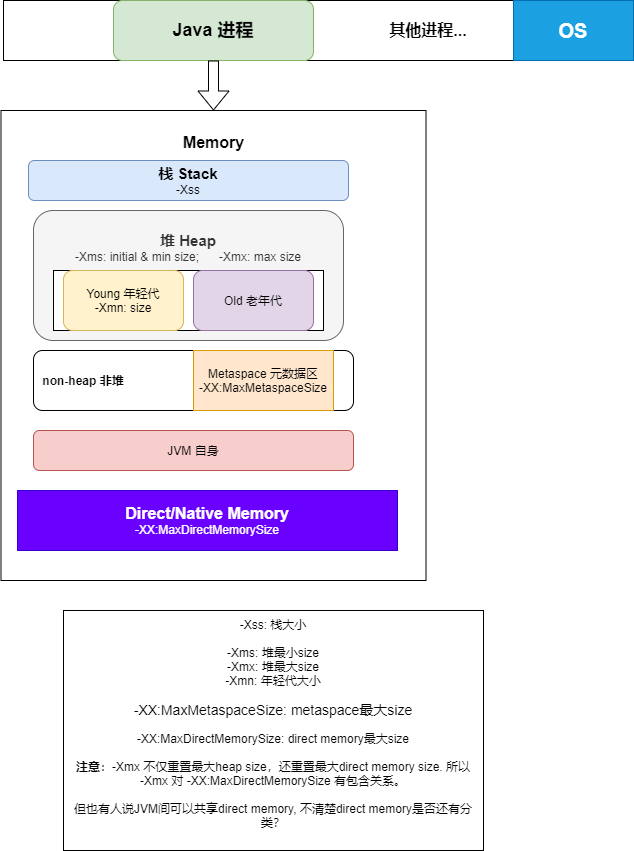 Java 进程
其他进程...
OS
Memory
栈 Stack
-Xss
堆 Heap
-Xms: initial & min size; -Xmx: max size
Young 年轻代
-Xmn: size
Old 老年代
non-heap 非堆
Metaspace 元数据区
-XX:MaxMetaspaceSize
JVM 自身
Direct/Native Memory
-XX:MaxDirectMemorySize
-Xss: 栈大小
-Xms: 堆最小size
-Xmx: 堆最大size
-Xmn: 年轻代大小
-XX:MaxMetaspaceSize: metaspace最大size
-XX:MaxDirectMemorySize: direct memory最大size
注意：-Xmx 不仅重置最大heap size，还重置最大direct memory size. 所以
-Xmx 对 -XX:MaxDirectMemorySize 有包含关系。
但也有人说JVM间可以共享direct memory, 不清楚direct memory是否还有分
类?